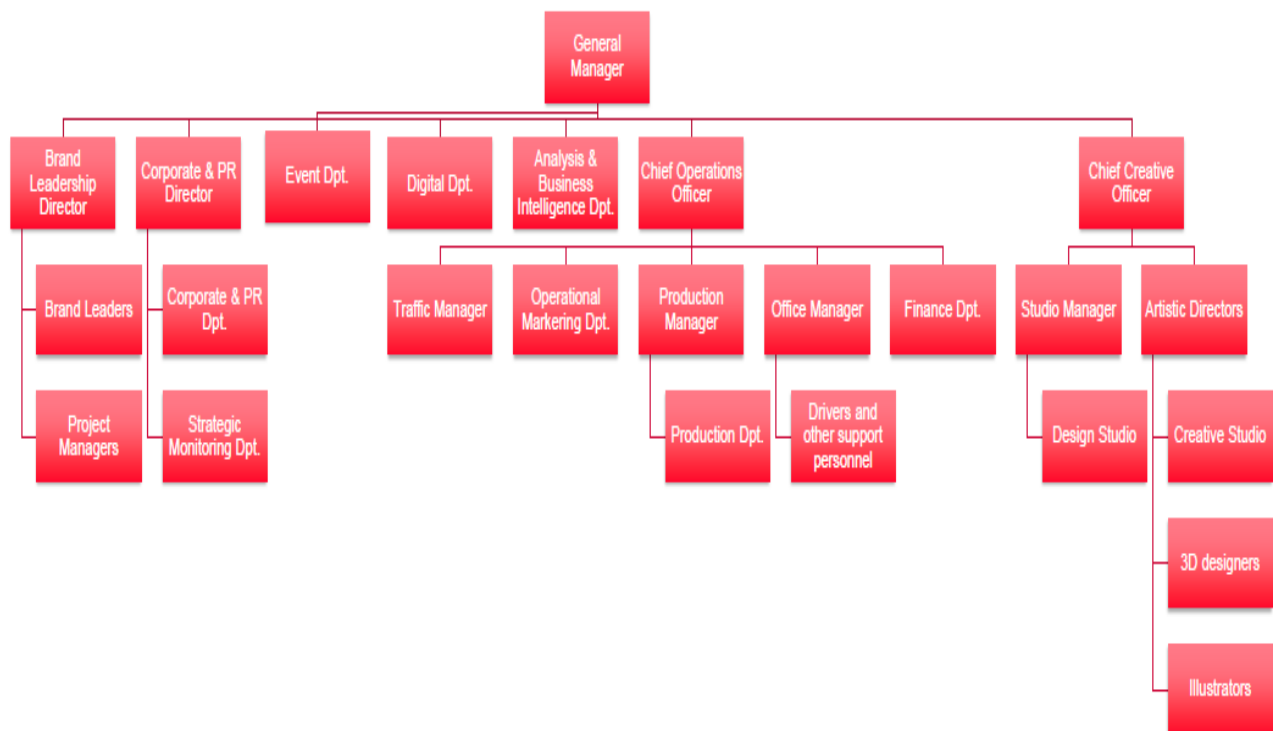 General
Manager
Brand
Leadership
Director
Corporate & PR
Director
Event Dpt.
Digital Dpt.
Analysis &
Business
Intelligence Dpt.
Chief Operations
Officer
Chief Creative
Officer
Brand Leaders
Corporate & PR
Dpt.
Traffic Manager
Operational
Markering Dpt.
Production
Manager
Office Manager
Finance Dpt.
Studio Manager
Artistic Directors
Project
Managers
Strategic
Monitoring Dpt.
Production Dpt.
Drivers and
other support
personnel
Design Studio
Creative Studio
3D designers
Illustrators